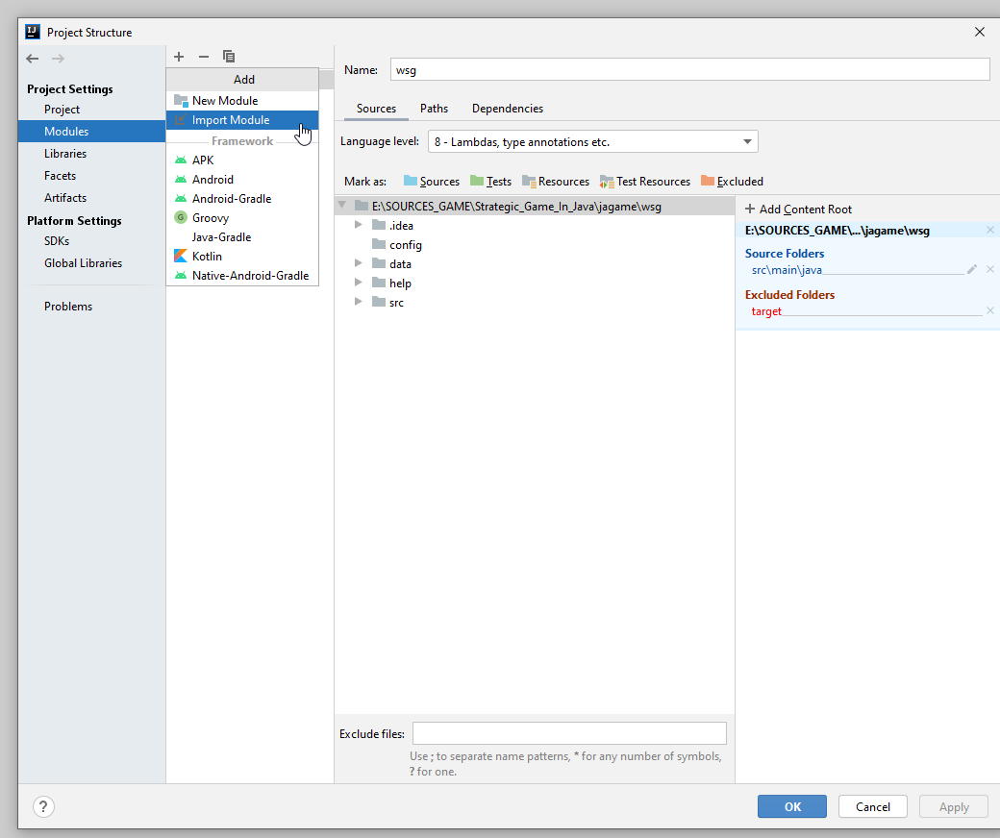 Project Structure
Project Settings
Project
Modules
Libraries
Facets
Artifacts
Platform Settings
SDKs
Global Libraries
Problems
Add
New Module
Import Module
Framework
APK
Android
Android-Gradle
Groovy
Java-Gradle
Kotlin
Native-Android-Gradle
Name: wsg
Sources Paths Dependencies
Language level: 8 - Lambdas, type annotations etc.
Mark as: Sources Tests Resources Test Resources Excluded
E:\SOURCES_GAME\Strategic_Game_In_Java\jagame\wsg
.idea
config
data
help
src
Add Content Root
E:\SOURCES_GAME\...\jagame\wsg
Source Folders
src\main\java
Excluded Folders
target
Exclude files:
Use ; to separate name patterns, * for any number of symbols,
? for one.
?
OK Cancel Apply